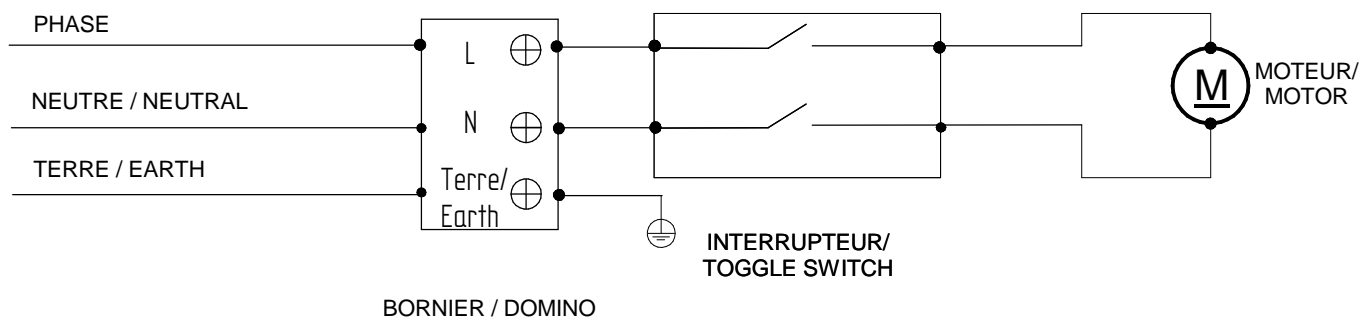 PHASE
NEUTRE / NEUTRAL
TERRE / EARTH
L
N
Terre/
Earth
INTERRUPTEUR/
TOGGLE SWITCH
M
MOTEUR/
MOTOR
BORNIER / DOMINO